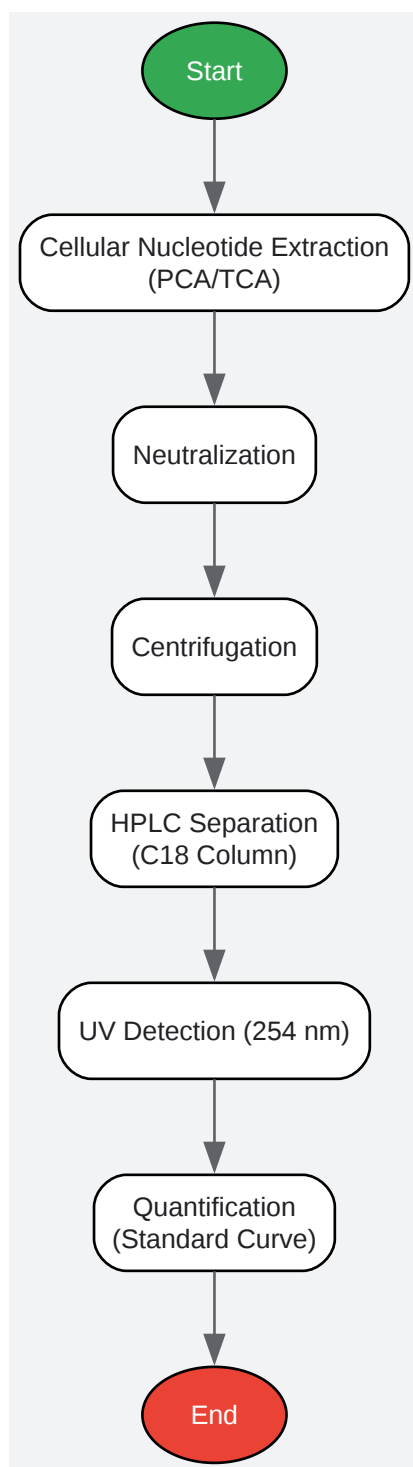 Start
Cellular Nucleotide Extraction
(PCA/TCA)
Neutralization
Centrifugation
HPLC Separation
(C18 Column)
UV Detection (254 nm)
Quantification
(Standard Curve)
End